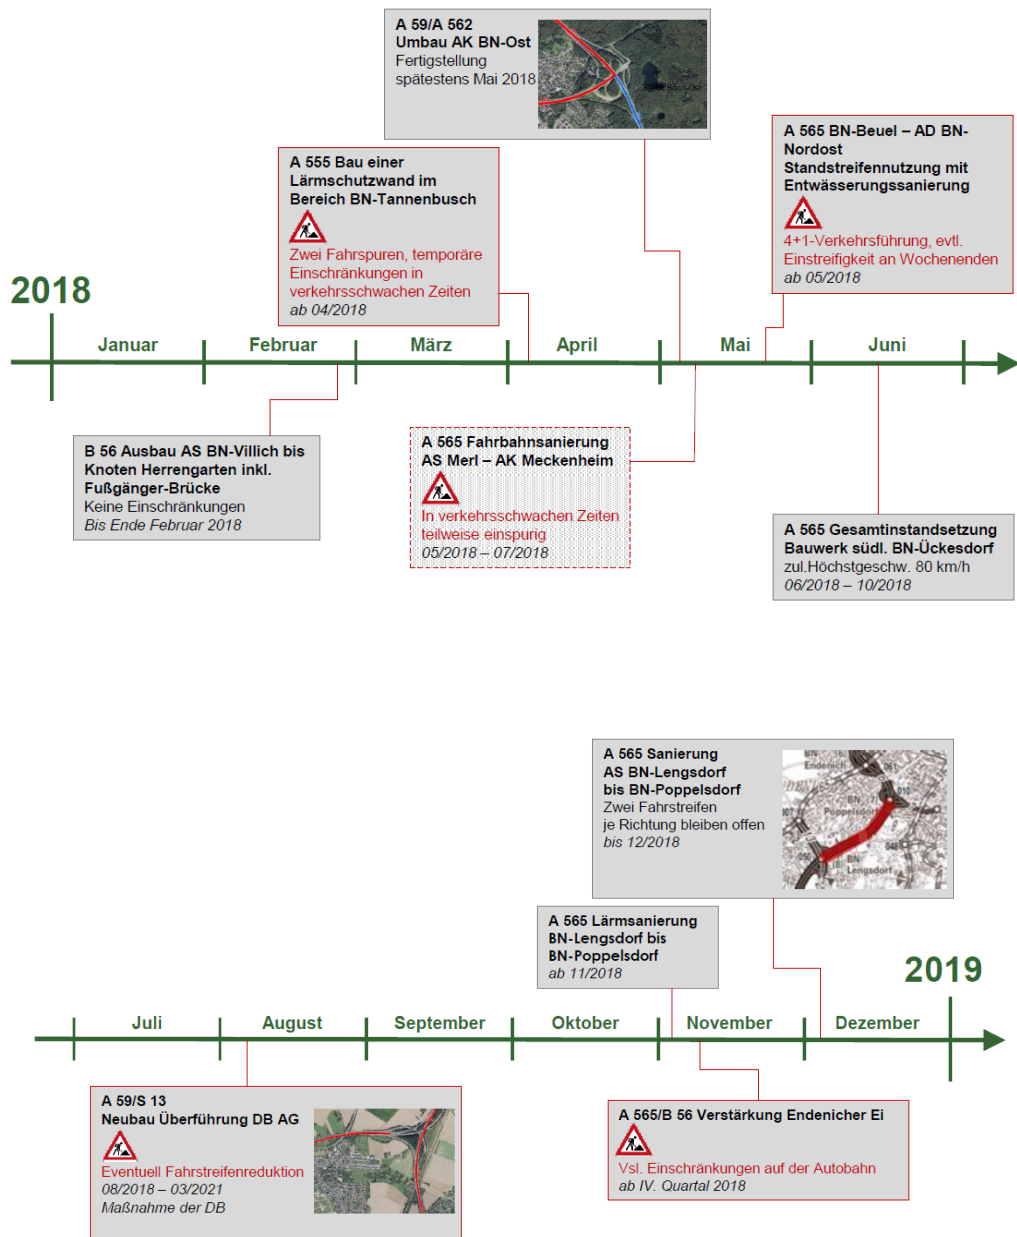 A 59/A 562
Umbau AK BN-Ost
Fertigstellung
spätestens Mai 2018
A 565 BN-Beuel – AD BN-
Nordost
Standstreifennutzung mit
Entwässerungssanierung
4+1-Verkehrsführung, evtl.
Einstreifigkeit an Wochenenden
ab 05/2018
A 555 Bau einer
Lärmschutzwand im
Bereich BN-Tannenbusch
Zwei Fahrspuren, temporäre
Einschränkungen in
verkehrsschwachen Zeiten
ab 04/2018
2018
Januar
Februar
März
April
Mai
Juni
B 56 Ausbau AS BN-Villich bis
Knoten Herrengarten inkl.
Fußgänger-Brücke
Keine Einschränkungen
Bis Ende Februar 2018
A 565 Fahrbahnsanierung
AS Merl – AK Meckenheim
In verkehrsschwachen Zeiten
teilweise einspurig
05/2018 – 07/2018
A 565 Gesamtinstandsetzung
Bauwerk südl. BN-Ückesdorf
zul.Höchstgeschw. 80 km/h
06/2018 – 10/2018
A 565 Sanierung
AS BN-Lengsdorf
bis BN-Poppelsdorf
Zwei Fahrstreifen
je Richtung bleiben offen
bis 12/2018
BN
Endenich
BN
Poppelsdorf
BN
Lengsdorf
A 565 Lärmsanierung
BN-Lengsdorf bis
BN-Poppelsdorf
ab 11/2018
2019
Juli
August
September
Oktober
November
Dezember
A 59/S 13
Neubau Überführung DB AG
Eventuell Fahrstreifenreduktion
08/2018 – 03/2021
Maßnahme der DB
A 565/B 56 Verstärkung Endenicher Ei
Vsl. Einschränkungen auf der Autobahn
ab IV. Quartal 2018